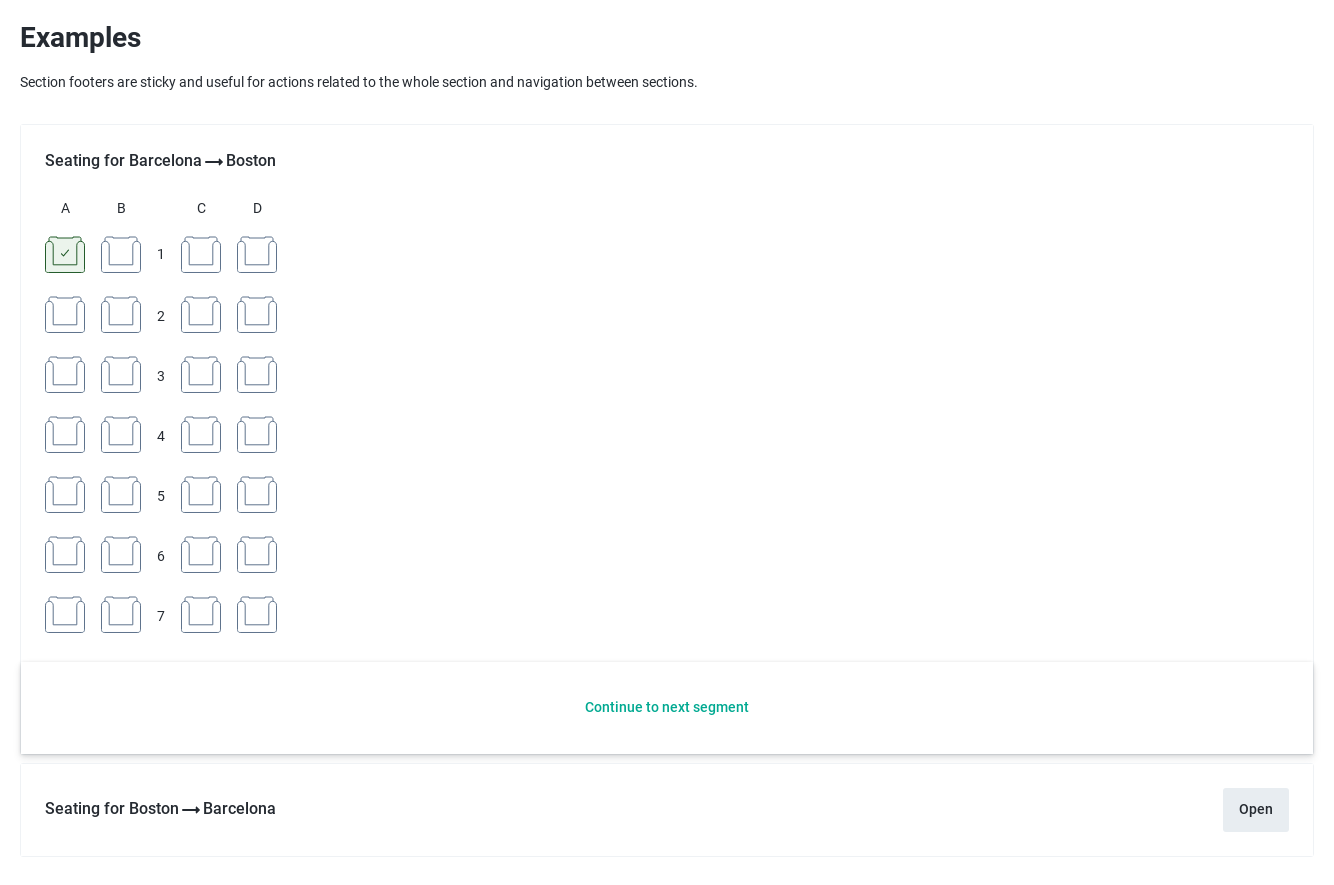 Examples
Section footers are sticky and useful for actions related to the whole section and navigation between sections.
Seating for Barcelona → Boston
A B C D
1
2
3
4
5
6
7
Continue to next segment
Seating for Boston → Barcelona
Open